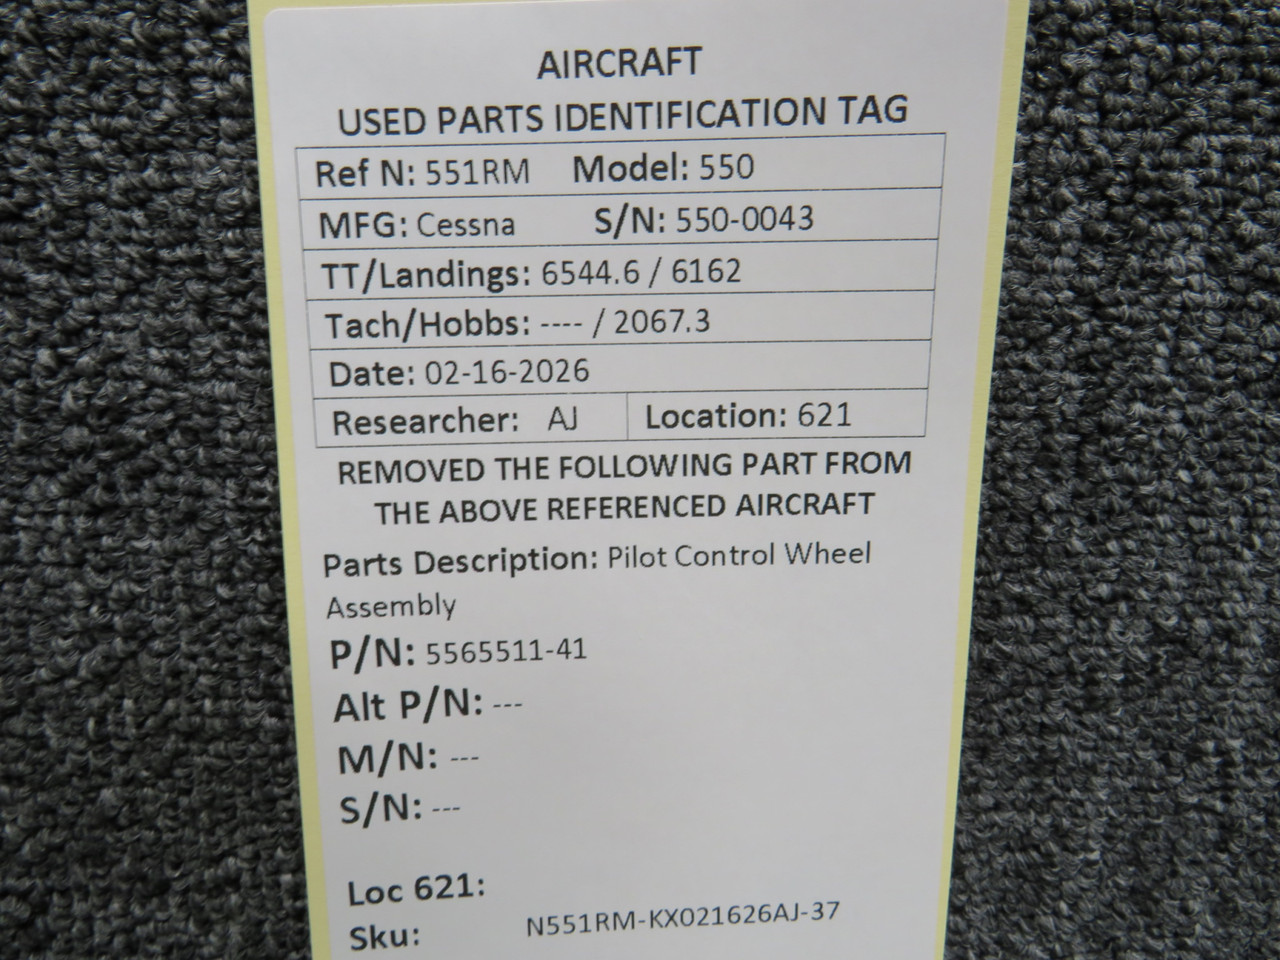 AIRCRAFT
USED PARTS IDENTIFICATION TAG
Ref N: 551RM Model: 550
MFG: Cessna S/N: 550-0043
TT/Landings: 6544.6 / 6162
Tach/Hobbs: ---- / 2067.3
Date: 02-16-2026
Researcher: AJ Location: 621
REMOVED THE FOLLOWING PART FROM
THE ABOVE REFERENCED AIRCRAFT
Parts Description: Pilot Control Wheel
Assembly
P/N: 5565511-41
Alt P/N: ---
M/N: ---
S/N: ---
Loc 621:
Sku: N551RM-KX021626AJ-37